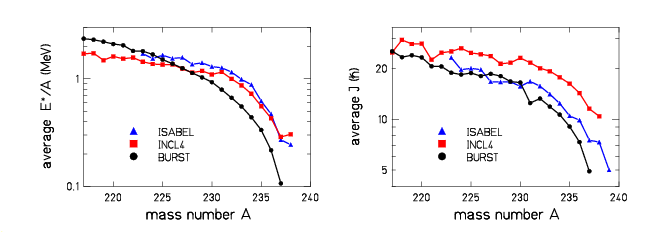 average E*/A (MeV)
1
0.1
ISABEL
INCL4
BURST
220 225 230 235 240
mass number A
average J (ħ)
20
10
5
ISABEL
INCL4
BURST
220 225 230 235 240
mass number A